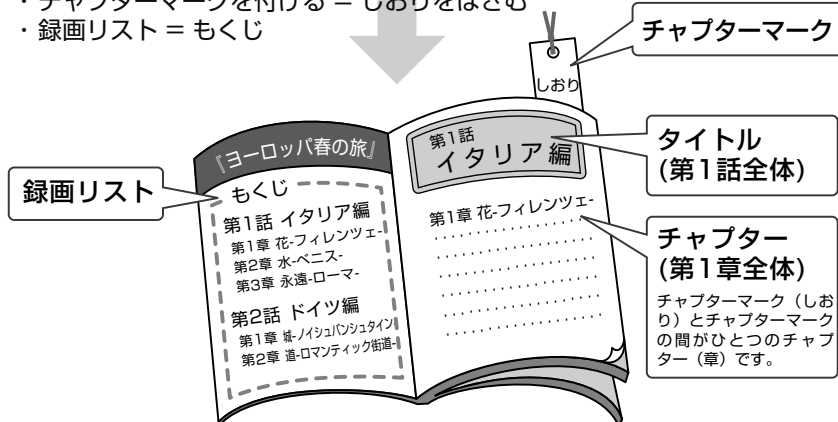 ・チャプターマークを付ける = しおりをはさむ
・録画リスト = もくじ
チャプターマーク
しおり
『ヨーロッパ春の旅』
もくじ
第1話 イタリア編
第1章 花-フィレンツェ-
第2章 水-ベニス-
第3章 永遠-ローマ-
第2話 ドイツ編
第1章 城-ノイシュバンシュタイン-
第2章 道-ロマンティック街道-
録画リスト
第1話
イタリア編
第1章 花-フィレンツェ-
タイトル
(第1話全体)
チャプター
(第1章全体)
チャプターマーク（しお
り）とチャプターマーク
の間がひとつのチャプ
ター（章）です。